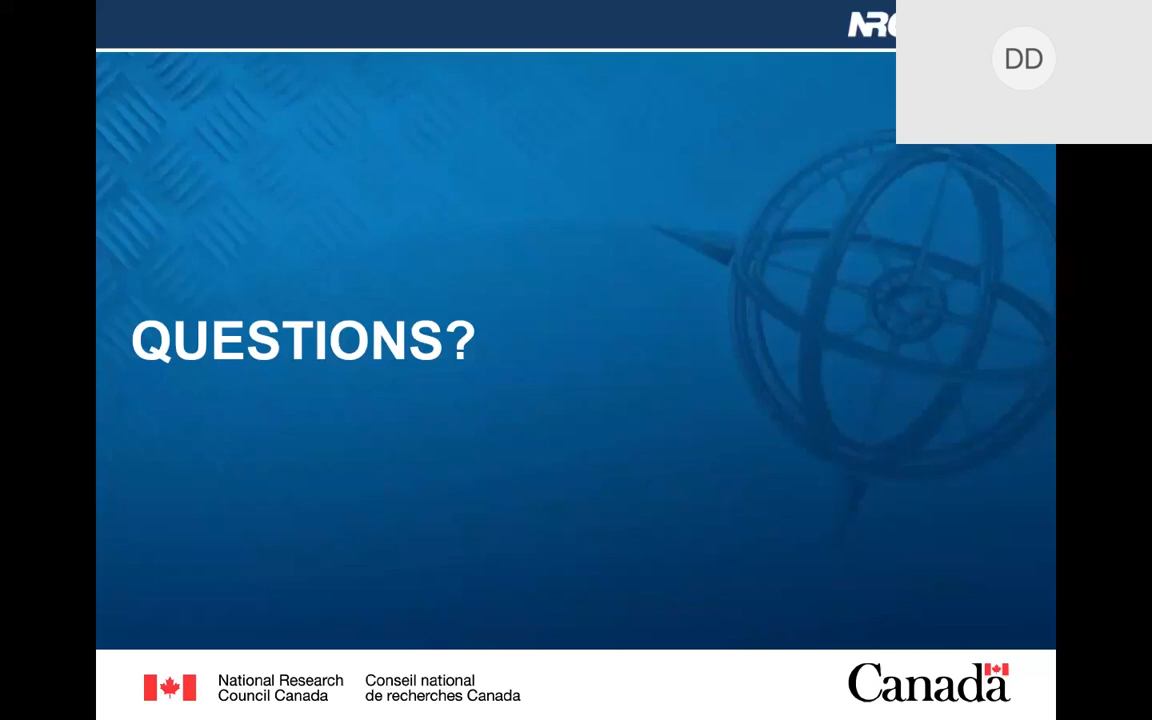 DD
QUESTIONS?
National Research
Council Canada
Conseil national
de recherches Canada
Canada